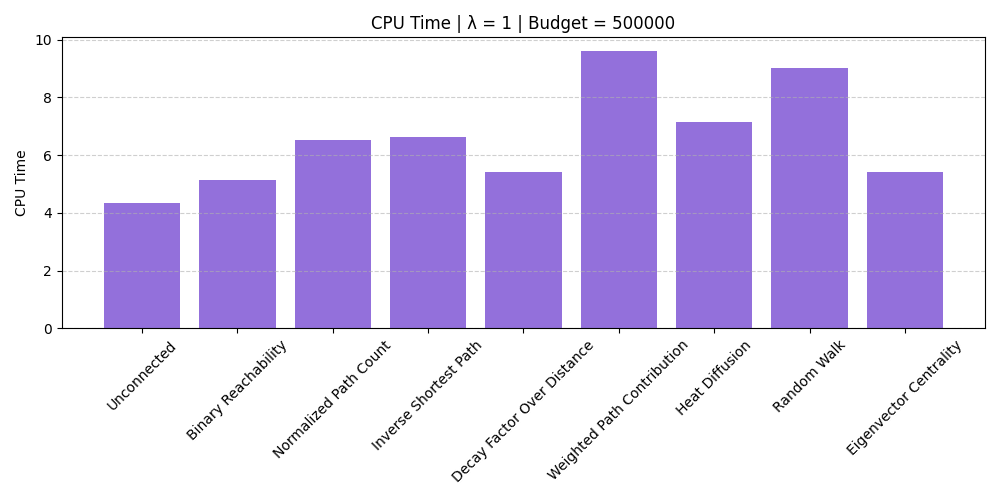 CPU Time | λ = 1 | Budget = 500000
CPU Time
10
8
6
4
2
0
Unconnected
Binary Reachability
Normalized Path Count
Inverse Shortest Path
Decay Factor Over Distance
Weighted Path Contribution
Heat Diffusion
Random Walk
Eigenvector Centrality